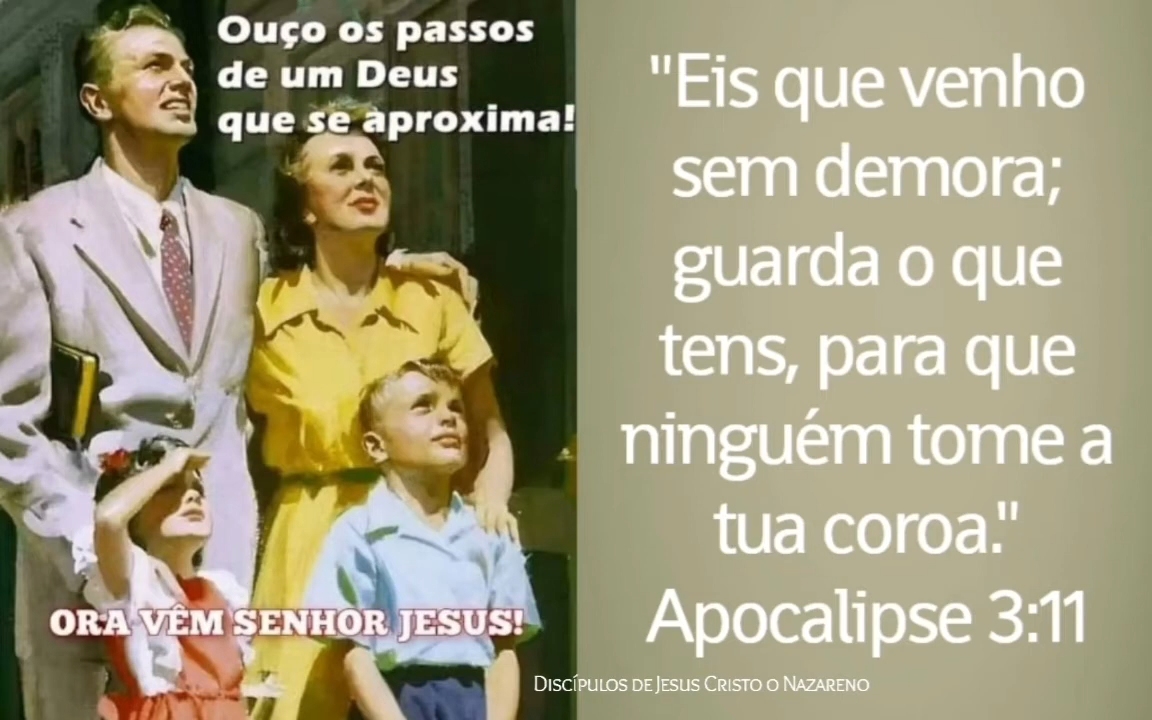 Ouço os passos
de um Deus
que se aproxima!
ORA VÊM SENHOR JESUS!
"Eis que venho
sem demora;
guarda o que
tens, para que
ninguém tome a
tua coroa."
Apocalipse 3:11
Discípulos de Jesus Cristo o Nazareno